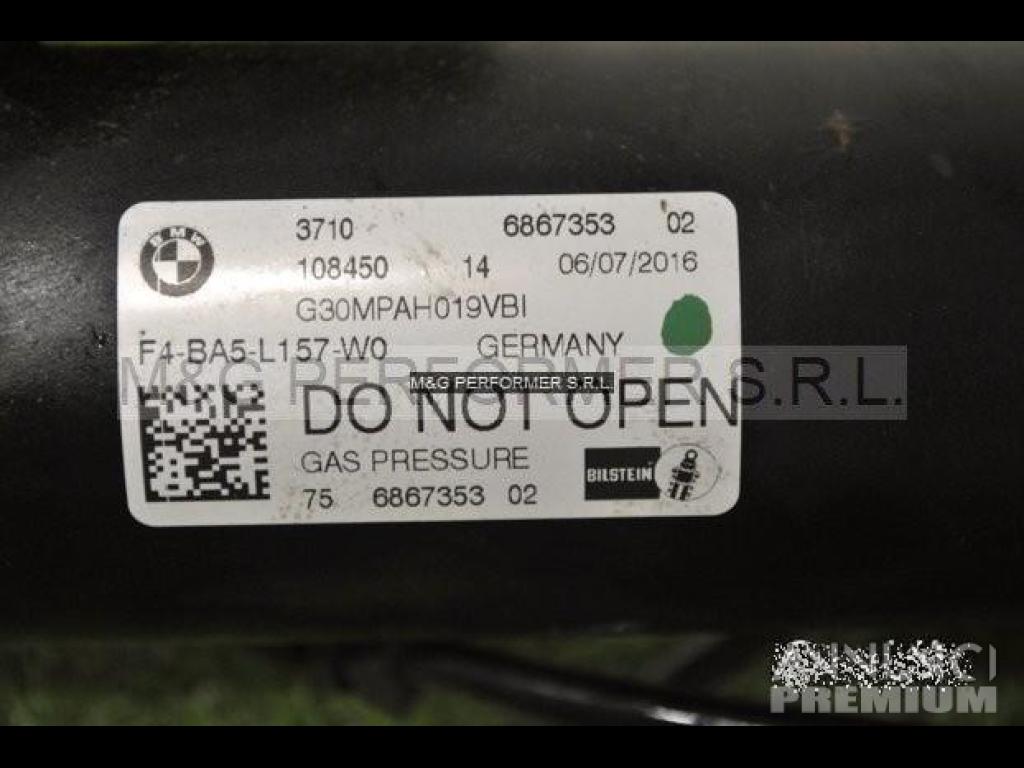 BMW
3710 6867353 02
108450 14 06/07/2016
G30MPAH019VBI
F4-BA5-L157-W0 GERMANY
M&G PERFORMER S.R.L.
M&G PERFORMER S.R.L.
DO NOT OPEN
GAS PRESSURE
BILSTEIN
75 6867353 02
PREMIUM